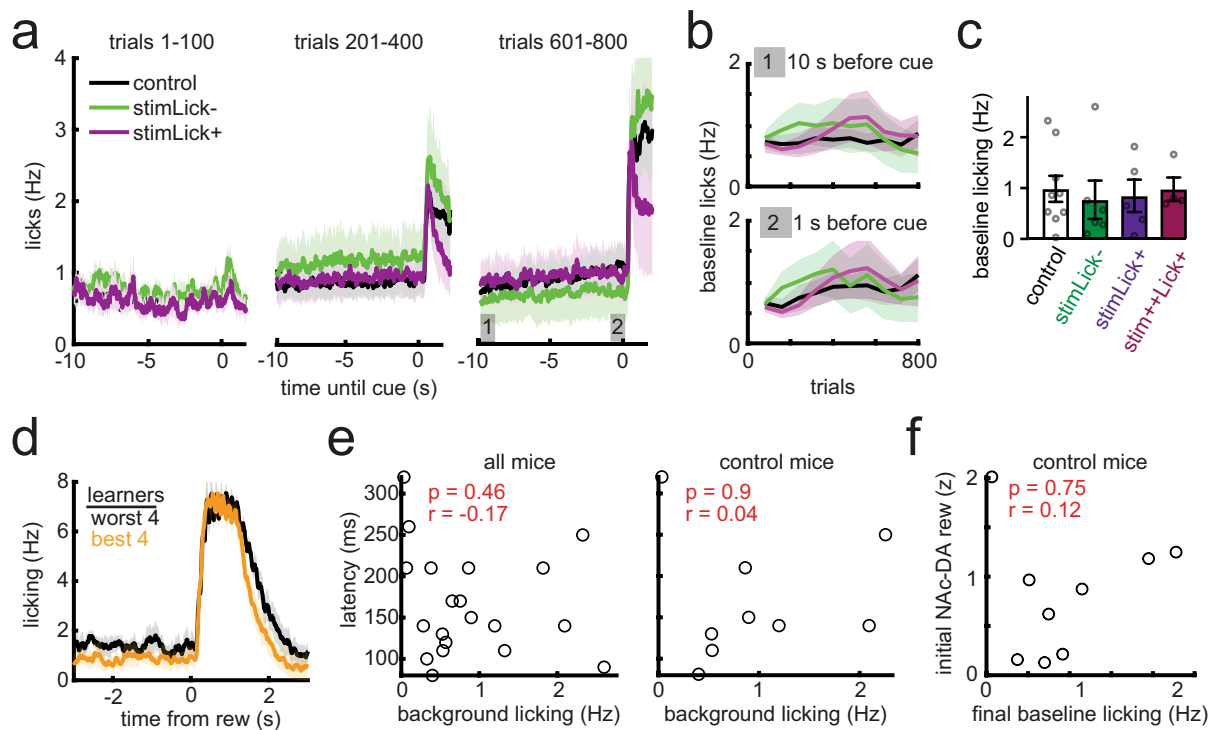 a
trials 1-100
trials 201-400
trials 601-800
control
stimLick-
stimLick+
licks (Hz)
4
3
2
1
0
-10 -5 0
-10 -5 0
-10 -5 0
1
2
time until cue (s)
b
1 10 s before cue
2
0
2 1 s before cue
2
0
baseline licks (Hz)
0 800
trials
c
baseline licking (Hz)
2
1
0
control
stimLick-
stimLick+
stim++Lick+
d
learners
worst 4
best 4
licking (Hz)
8
6
4
2
0
-2 0 2
time from rew (s)
e
all mice
p = 0.46
r = -0.17
latency (ms)
300
250
200
150
100
0 1 2
background licking (Hz)
control mice
p = 0.9
r = 0.04
0 1 2
background licking (Hz)
f
control mice
p = 0.75
r = 0.12
initial NAc-DA rew (z)
2
1
0
0 1 2
final baseline licking (Hz)